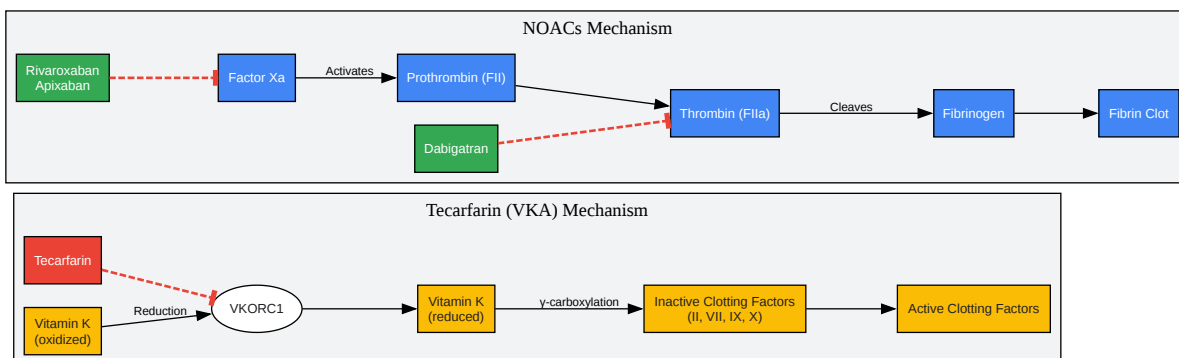 NOACs Mechanism
Rivaroxaban
Apixaban
Factor Xa
Activates
Prothrombin (FII)
Dabigatran
Thrombin (FIIa)
Cleaves
Fibrinogen
Fibrin Clot
Tecarfarin (VKA) Mechanism
Tecarfarin
Vitamin K
(oxidized)
Reduction
VKORC1
Vitamin K
(reduced)
γ-carboxylation
Inactive Clotting Factors
(II, VII, IX, X)
Active Clotting Factors